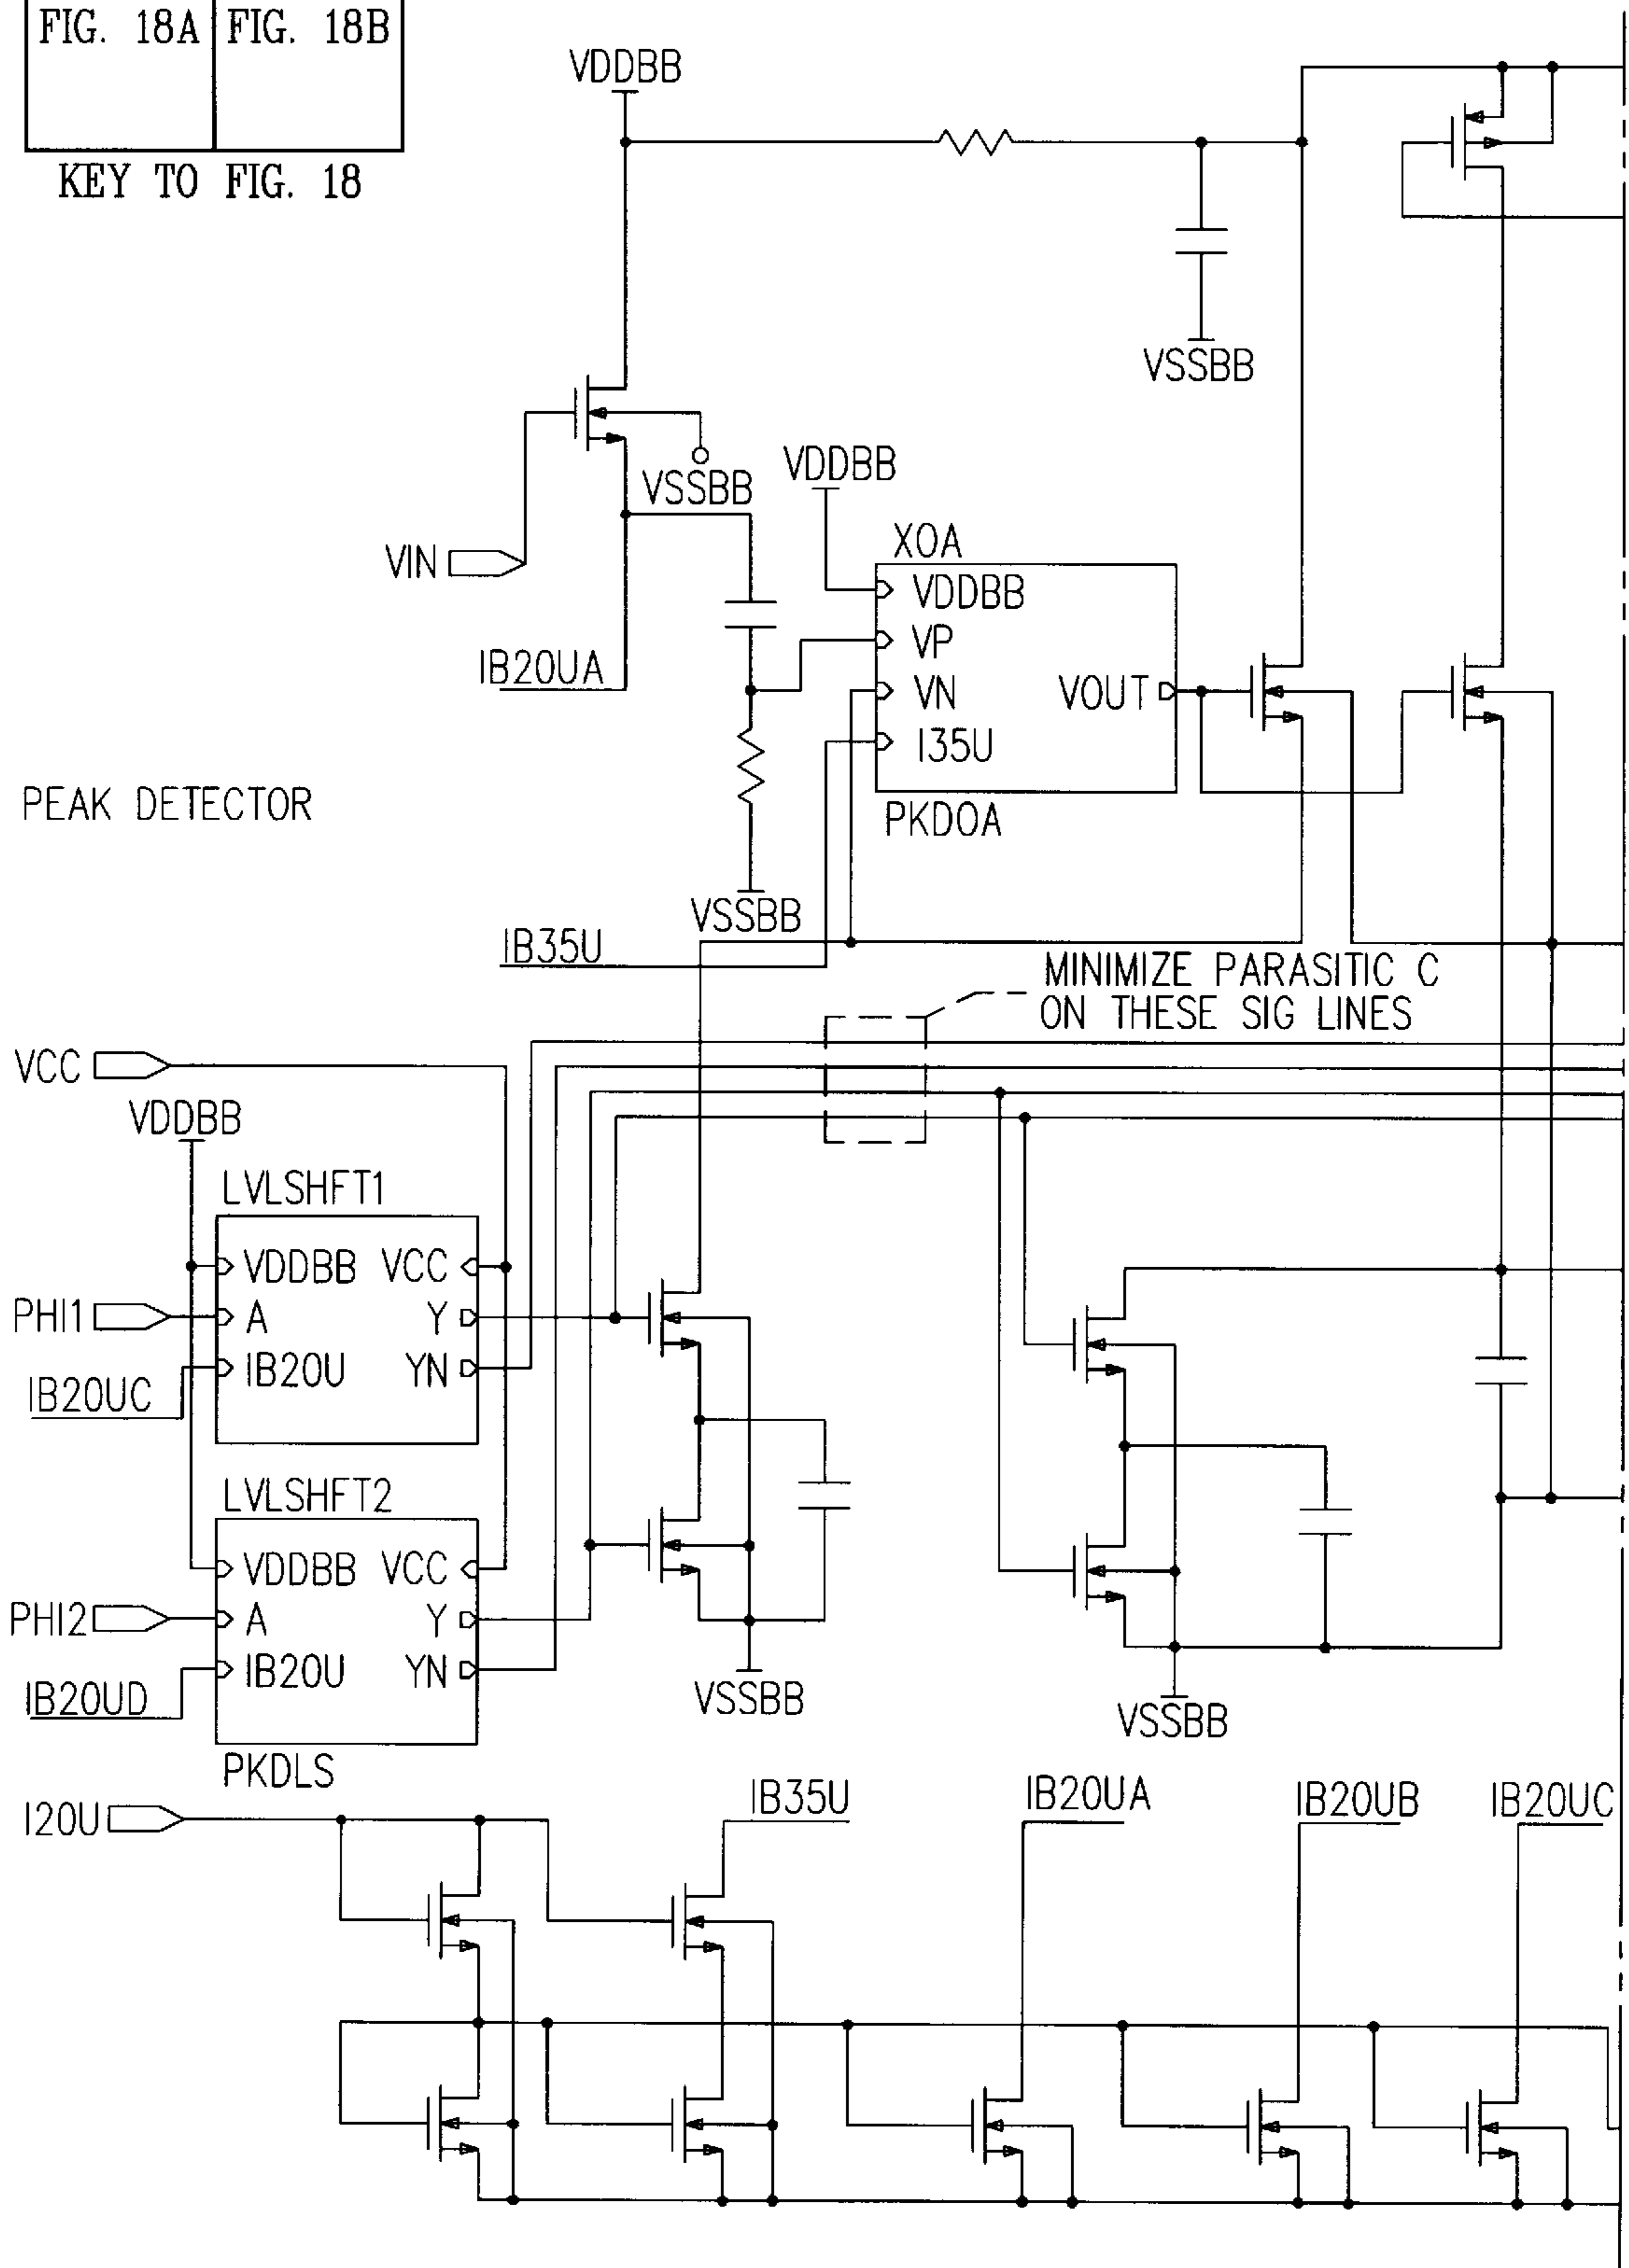 FIG. 18A FIG. 18B
KEY TO FIG. 18
VDDBB
VSSBB
VSSBB
VDDBB
VIN
X0A
VDDBB
VP
IB20UA
VN
VOUT
I35U
PEAK DETECTOR
PKDOA
VSSBB
IB35U
MINIMIZE PARASITIC C
ON THESE SIG LINES
VCC
VDDBB
LVLSHFT1
VDDBB VCC
PHI1
A Y
IB20U YN
IB20UC
LVLSHFT2
VDDBB VCC
PHI2
A Y
IB20U YN
IB20UD
VSSBB
VSSBB
PKDLS
I20U
IB35U
IB20UA
IB20UB
IB20UC